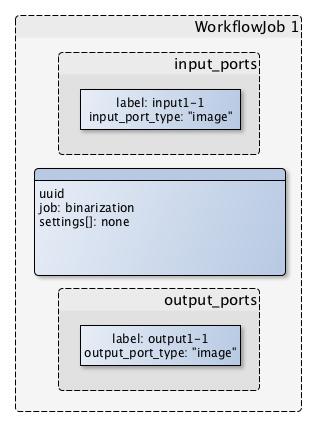 WorkflowJob 1
input_ports
label: input1-1
input_port_type: "image"
uuid
job: binarization
settings[]: none
output_ports
label: output1-1
output_port_type: "image"